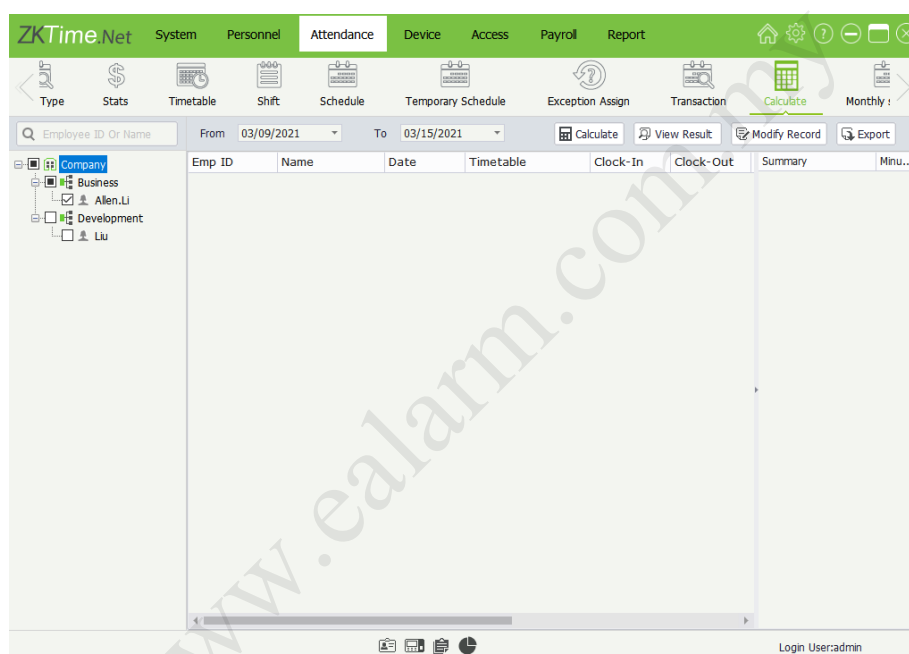 ZKTime.Net System Personnel Attendance Device Access Payroll Report
Type Stats Timetable Shift Schedule Temporary Schedule Exception Assign Transaction Calculate Monthly
Employee ID Or Name From 03/09/2021 To 03/15/2021 Calculate View Result Modify Record Export
Company
Business
Allen.Li
Development
Liu
Emp ID Name Date Timetable Clock-In Clock-Out Summary Minu..
www.ealarm.com.my
Login User:admin